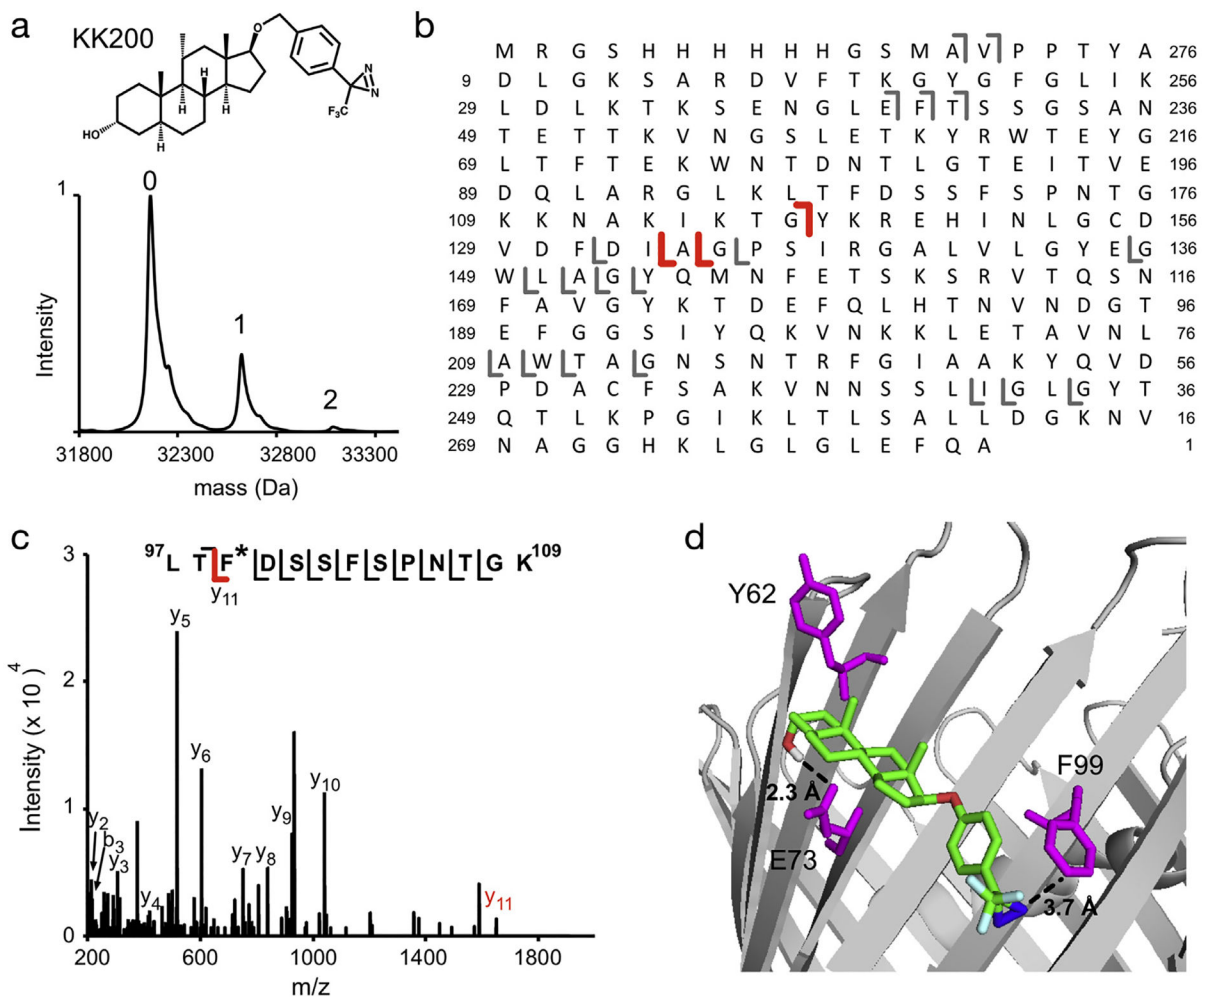 a
KK200
O
N
N
F₃C
H
H
H
H
HO
0
1
2
1
0
Intensity
31800 32300 32800 33300
mass (Da)
b
M R G S H H H H H H G S M A V P P T Y A 276
9 D L G K S A R D V F T K G Y G F G L I K 256
29 L D L K T K S E N G L E F T S S G S A N 236
49 T E T T K V N G S L E T K Y R W T E Y G 216
69 L T F T E K W N T D N T L G T E I T V E 196
89 D Q L A R G L K L T F D S S F S P N T G 176
109 K K N A K I K T G Y K R E H I N L G C D 156
129 V D F D I A G P S I R G A L V L G Y E G 136
149 W L A G Y Q M N F E T S K S R V T Q S N 116
169 F A V G Y K T D E F Q L H T N V N D G T 96
189 E F G G S I Y Q K V N K K L E T A V N L 76
209 A W T A G N S N T R F G I A A K Y Q V D 56
229 P D A C F S A K V N N S S L I G L G Y T 36
249 Q T L K P G I K L T L S A L L D G K N V 16
269 N A G G H K L G L G L E F Q A 1
c
⁹⁷L T F* D S S F S P N T G K¹⁰⁹
y₁₁
3
2
1
0
Intensity (x 10⁴)
y₂
b₃
y₃
y₄
y₅
y₆
y₇
y₈
y₉
y₁₀
y₁₁
200 600 1000 1400 1800
m/z
d
Y62
F99
2.3 Å
E73
3.7 Å